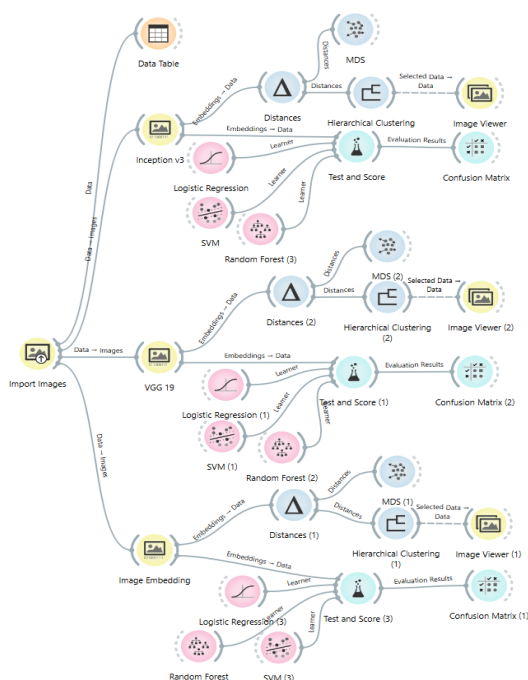 MDS
Distances
Data Table
Embeddings → Data
Distances
Distances
Hierarchical Clustering
Selected Data → Data
Image Viewer
Inception v3
Embeddings → Data
Learner
Logistic Regression
Learner
SVM
Learner
Random Forest (3)
Test and Score
Evaluation Results
Confusion Matrix
Data
Data → Images
Import Images
Data → Images
Data → Images
VGG 19
Embeddings → Data
Distances (2)
Distances
MDS (2)
Distances
Hierarchical Clustering
(2)
Selected Data →
Data
Image Viewer (2)
Embeddings → Data
Learner
Logistic Regression (1)
Learner
SVM (1)
Learner
Random Forest (2)
Test and Score (1)
Evaluation Results
Confusion Matrix (2)
Image Embedding
Embeddings → Data
Distances (1)
Distances
MDS (1)
Distances
Hierarchical Clustering
(1)
Selected Data →
Data
Image Viewer (1)
Embeddings → Data
Learner
Logistic Regression (3)
Learner
Random Forest
Learner
SVM (3)
Test and Score (3)
Evaluation Results
Confusion Matrix (1)